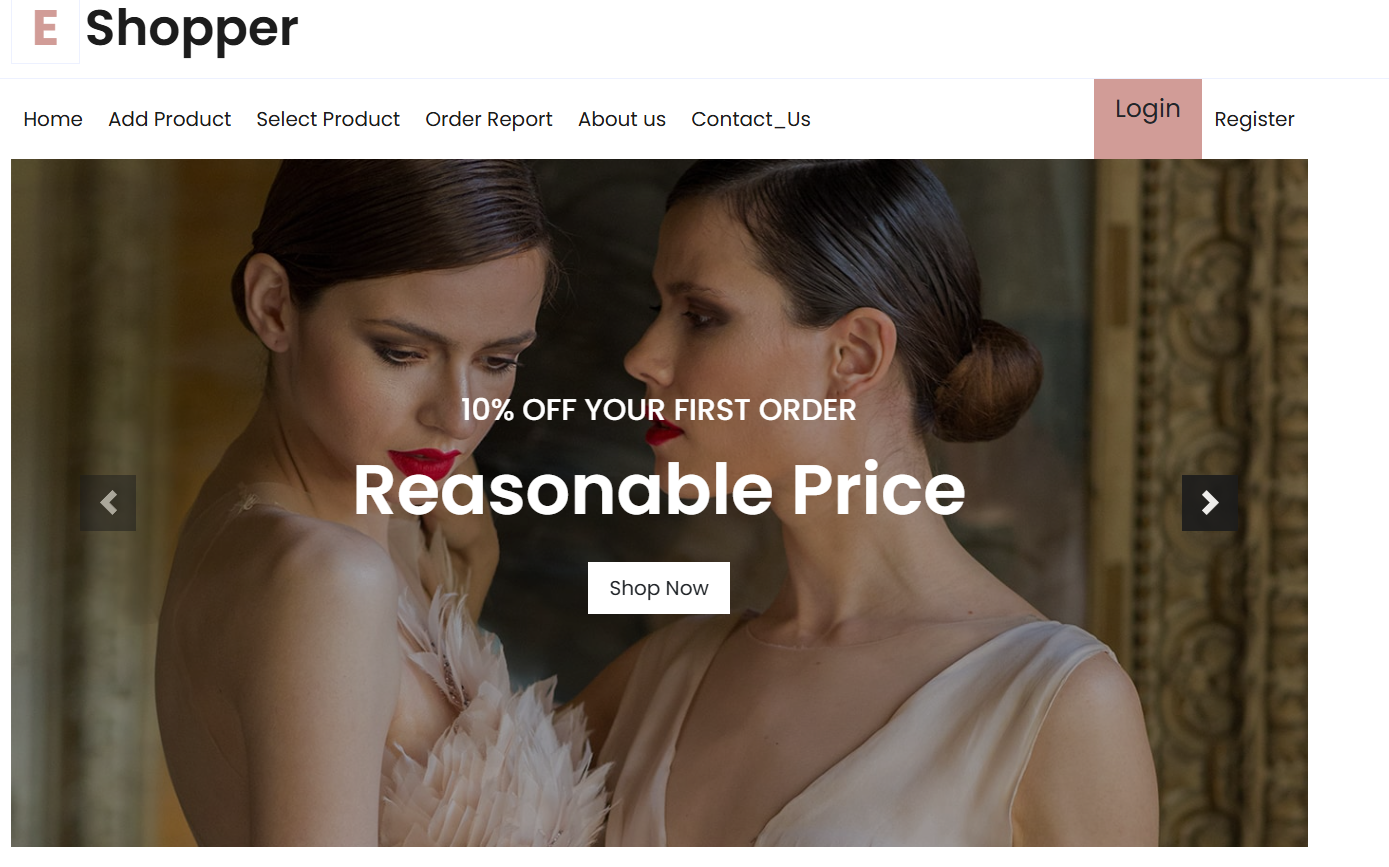 E Shopper
Home Add Product Select Product Order Report About us Contact_Us Login Register
10% OFF YOUR FIRST ORDER
Reasonable Price
Shop Now